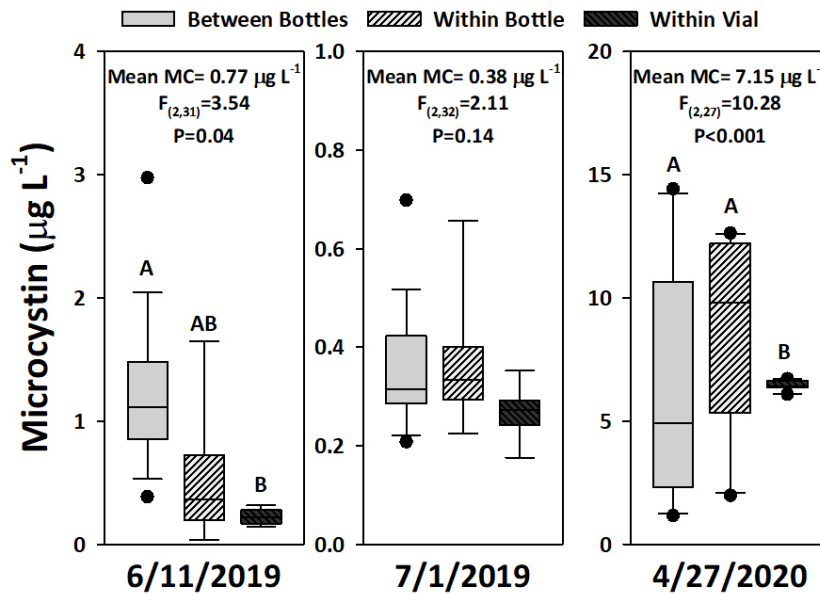 Between Bottles Within Bottle Within Vial
Microcystin (µg L-1)
4
3
2
1
0
Mean MC= 0.77 µg L-1
F(2,31)=3.54
P=0.04
A
AB
B
6/11/2019
1.0
0.8
0.6
0.4
0.2
0.0
Mean MC= 0.38 µg L-1
F(2,32)=2.11
P=0.14
7/1/2019
20
15
10
5
0
Mean MC= 7.15 µg L-
F(2,27)=10.28
P<0.001
A
A
B
4/27/2020